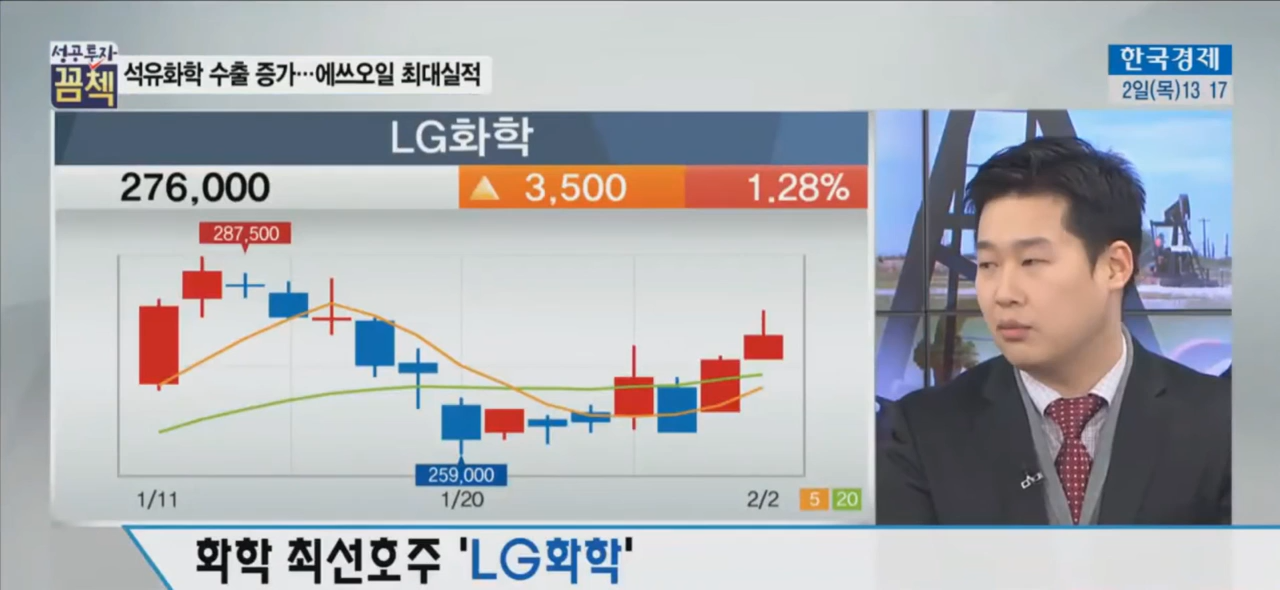 성공투자
꼼첵
석유화학 수출 증가…에쓰오일 최대실적
한국경제
2일(목)13 17
LG화학
276,000 ▲ 3,500 1.28%
287,500
259,000
1/11 1/20 2/2 5 20
화학 최선호주 'LG화학'